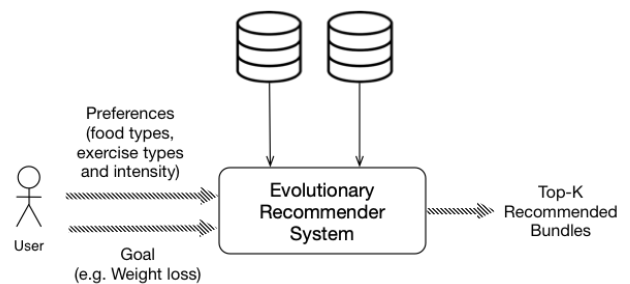 Preferences
(food types,
exercise types
and intensity)
User
Goal
(e.g. Weight loss)
Evolutionary
Recommender
System
Top-K
Recommended
Bundles